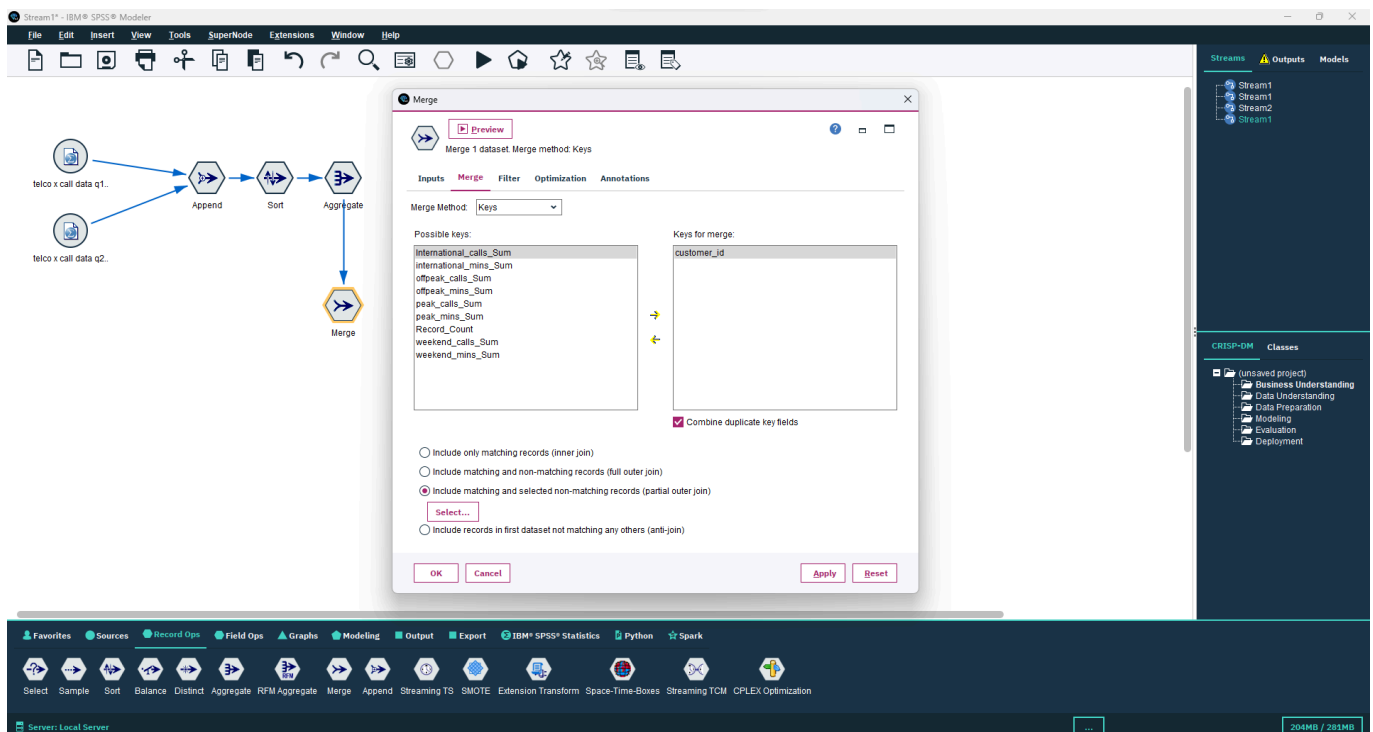 Stream1* - IBM® SPSS® Modeler
File Edit Insert View Tools SuperNode Extensions Window Help
Streams Outputs Models
Stream1
Stream1
Stream2
Stream1
telco x call data q1..
telco x call data q2..
Append
Sort
Aggregate
Merge
Merge
Preview
Merge 1 dataset. Merge method: Keys
Inputs Merge Filter Optimization Annotations
Merge Method: Keys
Possible keys:
International_calls_Sum
international_mins_Sum
offpeak_calls_Sum
offpeak_mins_Sum
peak_calls_Sum
peak_mins_Sum
Record_Count
weekend_calls_Sum
weekend_mins_Sum
Keys for merge:
customer_id
Combine duplicate key fields
Include only matching records (inner join)
Include matching and non-matching records (full outer join)
Include matching and selected non-matching records (partial outer join)
Select...
Include records in first dataset not matching any others (anti-join)
OK Cancel Apply Reset
CRISP-DM Classes
(unsaved project)
Business Understanding
Data Understanding
Data Preparation
Modeling
Evaluation
Deployment
Favorites Sources Record Ops Field Ops Graphs Modeling Output Export IBM® SPSS® Statistics Python Spark
RFM
Select Sample Sort Balance Distinct Aggregate RFM Aggregate Merge Append Streaming TS SMOTE Extension Transform Space-Time-Boxes Streaming TCM CPLEX Optimization
Server: Local Server ... 204MB / 281MB